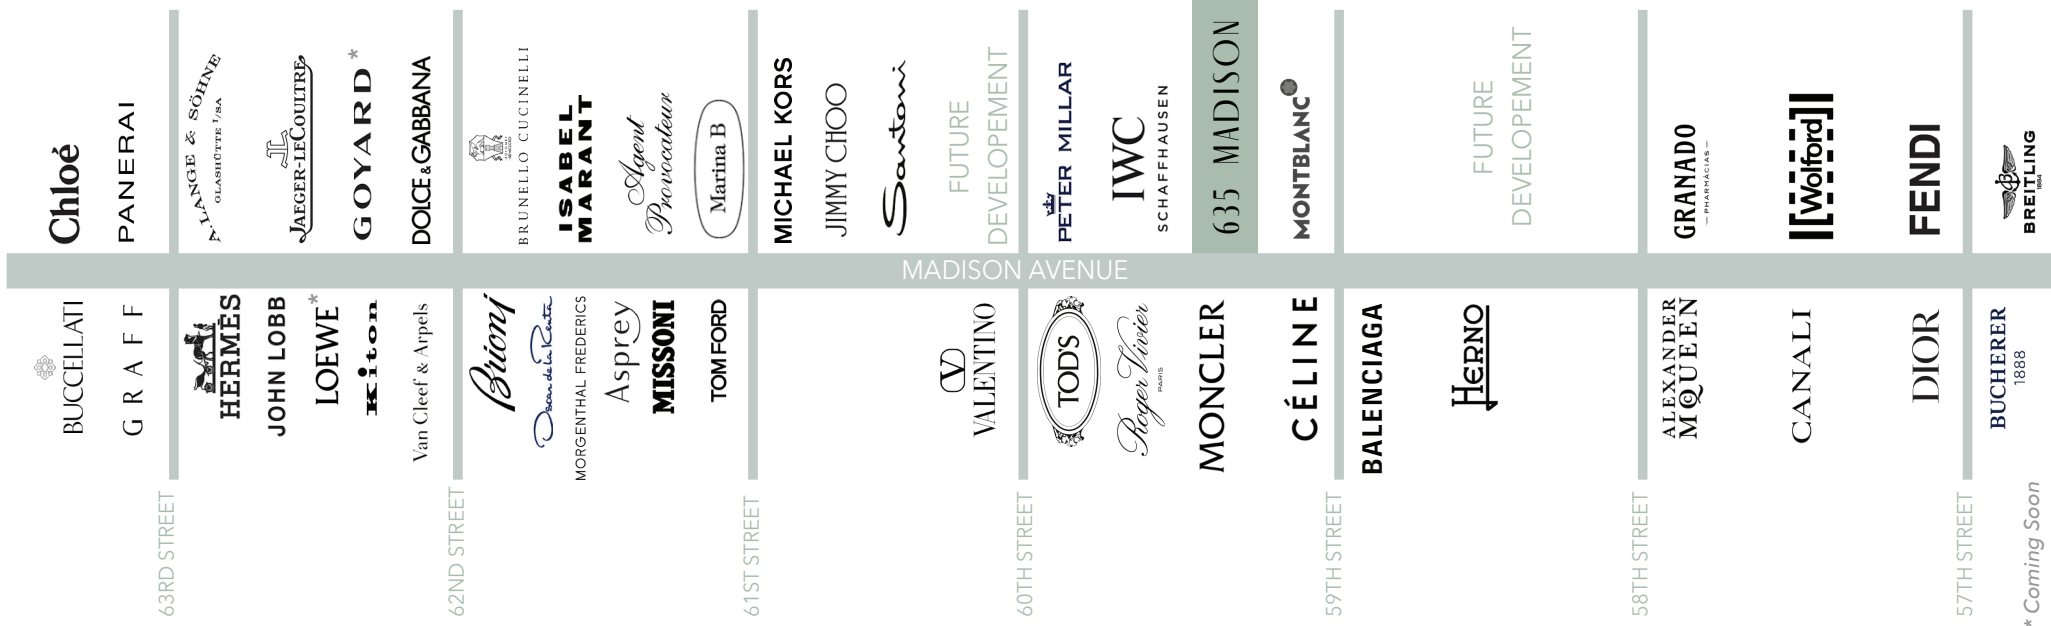 Chloé
PANERAI
A. LANGE & SÖHNE
GLASHÜTTE I/SA
JAEGER-LECOULTRE
GOYARD*
DOLCE & GABBANA
BRUNELLO CUCINELLI
ISABEL
MARANT
Agent
Provocateur
Marina B
MICHAEL KORS
JIMMY CHOO
Santoni
FUTURE
DEVELOPEMENT
PETER MILLAR
IWC
SCHAFFHAUSEN
635 MADISON
MONTBLANC
FUTURE
DEVELOPEMENT
GRANADO
— PHARMÁCIAS —
Wolford
FENDI
BREITLING
1884
MADISON AVENUE
BUCCELLATI
GRAFF
HERMÈS
JOHN LOBB
LOEWE*
Kiton
Van Cleef & Arpels
Brioni
Oscar de la Renta
MORGENTHAL FREDERICS
Asprey
MISSONI
TOM FORD
V
VALENTINO
TOD'S
Roger Vivier
PARIS
MONCLER
CÉLINE
BALENCIAGA
HERNO
ALEXANDER
McQUEEN
CANALI
DIOR
BUCHERER
1888
63RD STREET
62ND STREET
61ST STREET
60TH STREET
59TH STREET
58TH STREET
57TH STREET
* Coming Soon